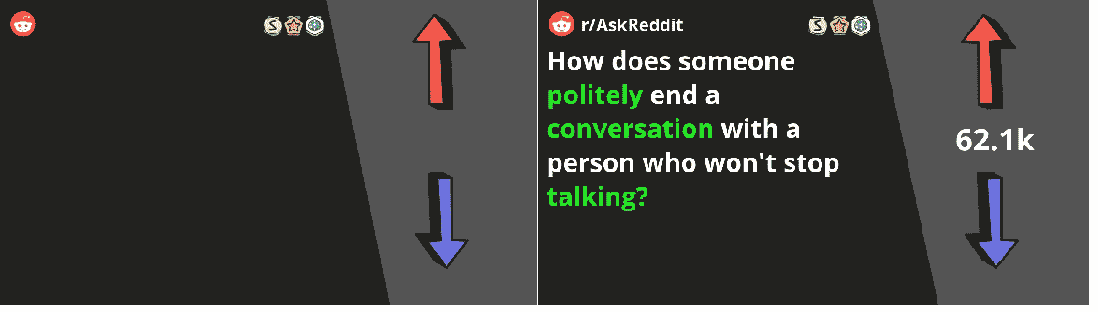 r/AskReddit
How does someone
politely end a
conversation with a
person who won't stop
talking?
62.1k